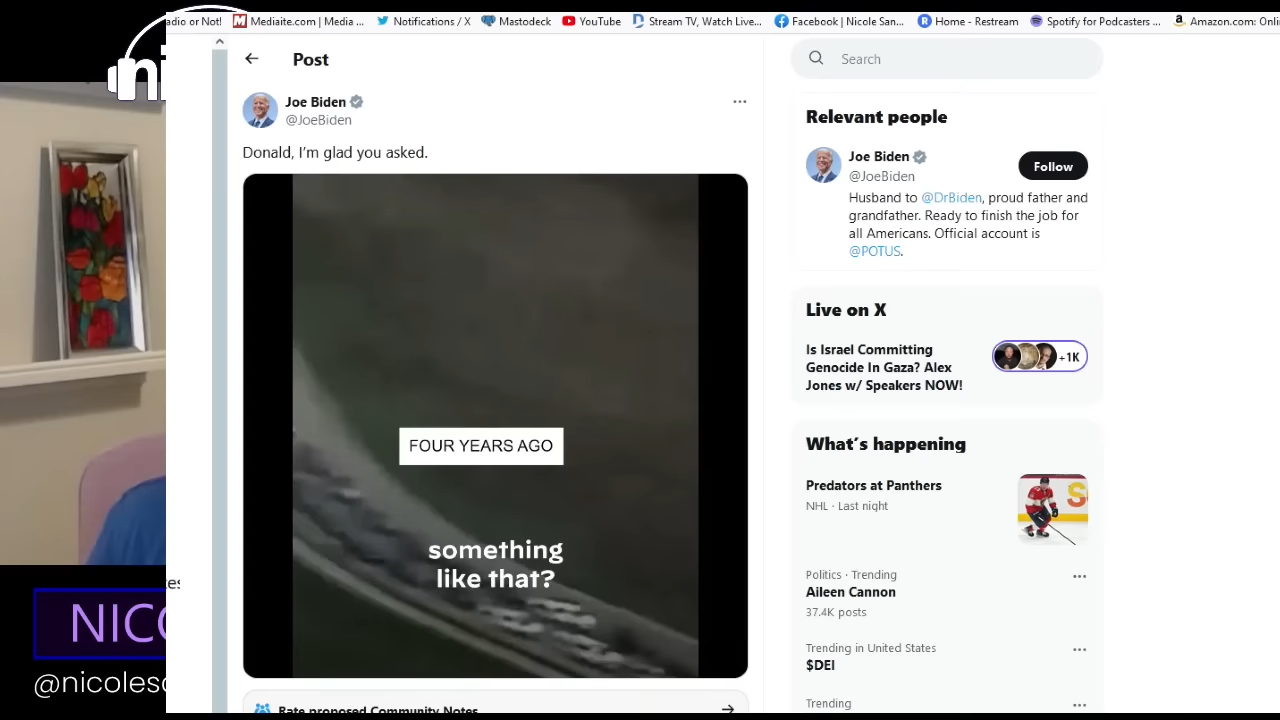 adio or Not!
Mediaite.com | Media ...
Notifications / X
Mastodeck
YouTube
Stream TV, Watch Live...
Facebook | Nicole San...
Home - Restream
Spotify for Podcasters ...
Amazon.com: Onli
Post
Joe Biden
@JoeBiden
Donald, I'm glad you asked.
FOUR YEARS AGO
something
like that?
Rate proposed Community Notes
Search
Relevant people
Joe Biden
@JoeBiden
Follow
Husband to @DrBiden, proud father and
grandfather. Ready to finish the job for
all Americans. Official account is
@POTUS.
Live on X
Is Israel Committing
Genocide In Gaza? Alex
Jones w/ Speakers NOW!
+1K
What's happening
Predators at Panthers
NHL · Last night
Politics · Trending
Aileen Cannon
37.4K posts
Trending in United States
$DEI
Trending
NICO
@nicolesa